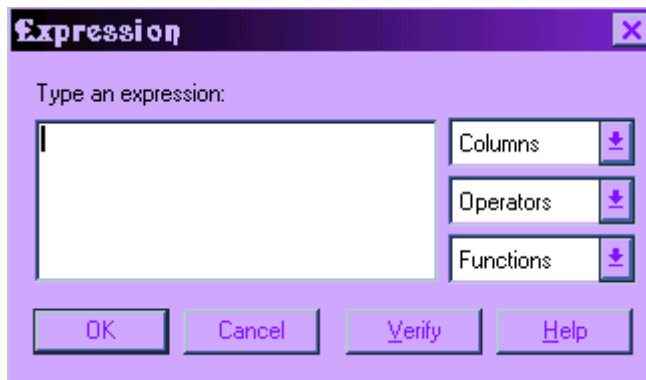 Expression
Type an expression:
Columns
Operators
Functions
OK Cancel Verify Help